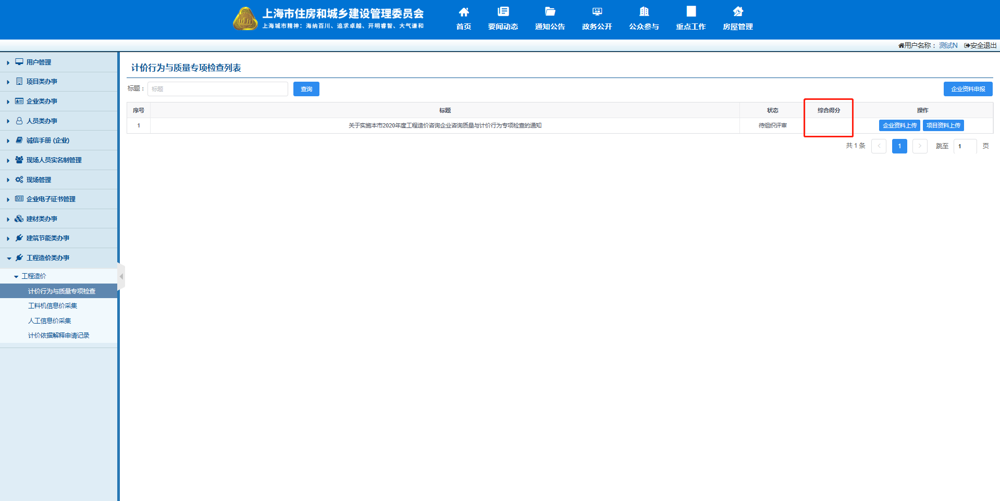 上海市住房和城乡建设管理委员会
上海城市精神：海纳百川、追求卓越、开明睿智、大气谦和
首页
要闻动态
通知公告
政务公开
公众参与
重点工作
房屋管理
用户名称： 测试N 安全退出
用户管理
项目类办事
企业类办事
人员类办事
诚信手册 (企业)
现场人员实名制管理
现场管理
企业电子证书管理
建材类办事
建筑节能类办事
工程造价类办事
工程造价
计价行为与质量专项检查
工料机信息价采集
人工信息价采集
计价依据解释申请记录
计价行为与质量专项检查列表
标题： 标题 查询 企业资料申报
序号 标题 状态 综合得分 操作
1 关于实施本市2020年度工程造价咨询企业咨询质量与计价行为专项检查的通知 待组织评审 企业资料上传 项目资料上传
共 1 条 < 1 > 跳至 1 页